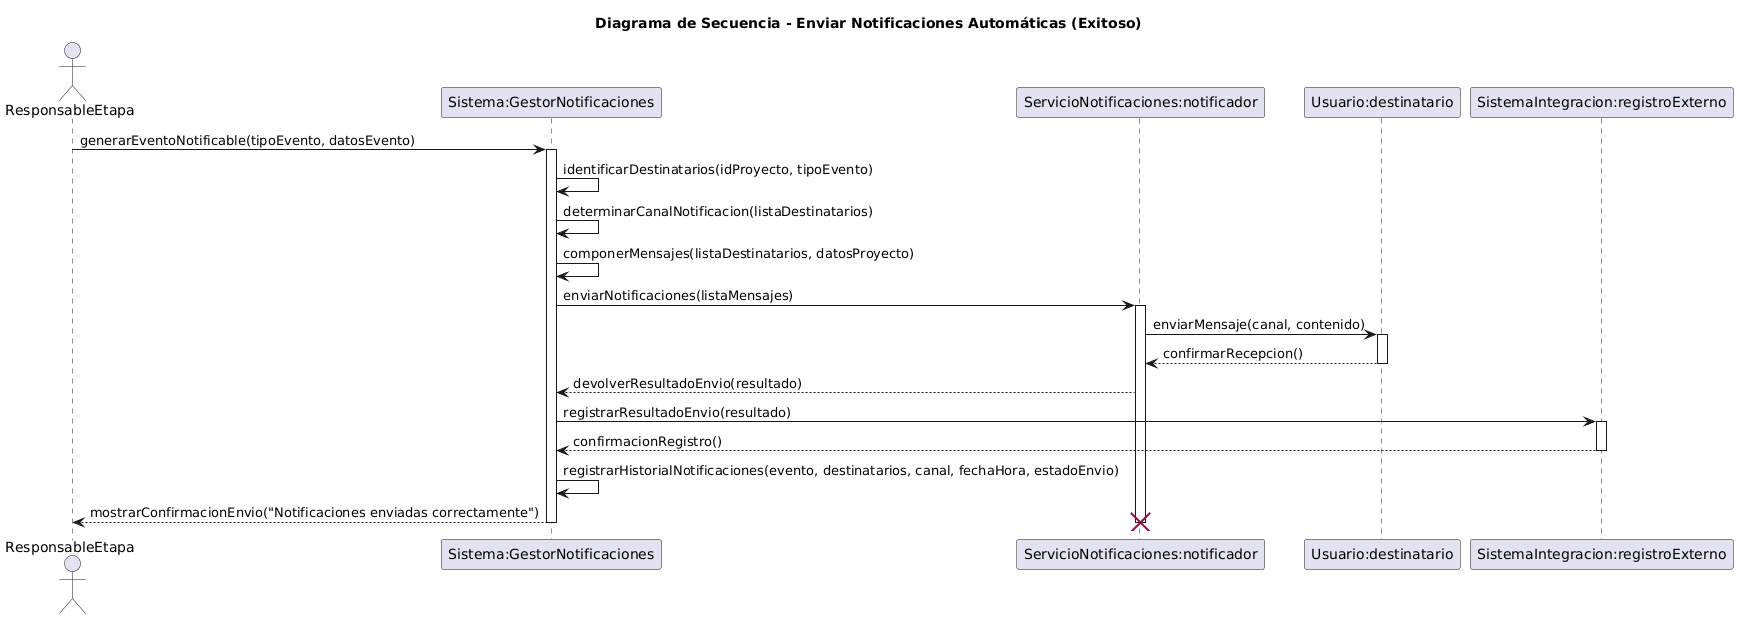 Diagrama de Secuencia - Enviar Notificaciones Automáticas (Exitoso)
ResponsableEtapa
Sistema:GestorNotificaciones
ServicioNotificaciones:notificador
Usuario:destinatario
SistemaIntegracion:registroExterno
generarEventoNotificable(tipoEvento, datosEvento)
identificarDestinatarios(idProyecto, tipoEvento)
determinarCanalNotificacion(listaDestinatarios)
componerMensajes(listaDestinatarios, datosProyecto)
enviarNotificaciones(listaMensajes)
enviarMensaje(canal, contenido)
confirmarRecepcion()
devolverResultadoEnvio(resultado)
registrarResultadoEnvio(resultado)
confirmacionRegistro()
registrarHistorialNotificaciones(evento, destinatarios, canal, fechaHora, estadoEnvio)
mostrarConfirmacionEnvio("Notificaciones enviadas correctamente")
ResponsableEtapa
Sistema:GestorNotificaciones
ServicioNotificaciones:notificador
Usuario:destinatario
SistemaIntegracion:registroExterno